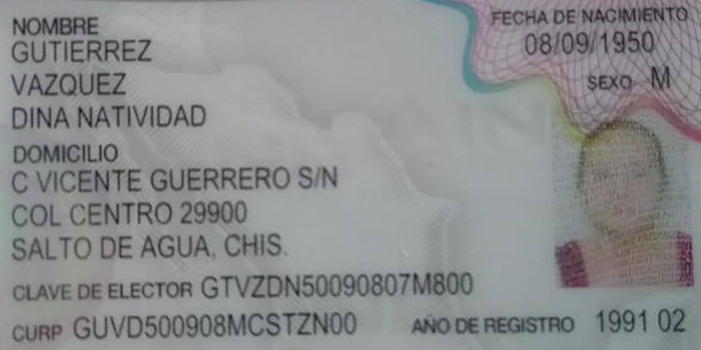 NOMBRE
GUTIERREZ
VAZQUEZ
DINA NATIVIDAD
DOMICILIO
C VICENTE GUERRERO S/N
COL CENTRO 29900
SALTO DE AGUA, CHIS.
CLAVE DE ELECTOR GTVZDN50090807M800
CURP GUVD500908MCSTZN00 AÑO DE REGISTRO 1991 02
FECHA DE NACIMIENTO
08/09/1950
SEXO M